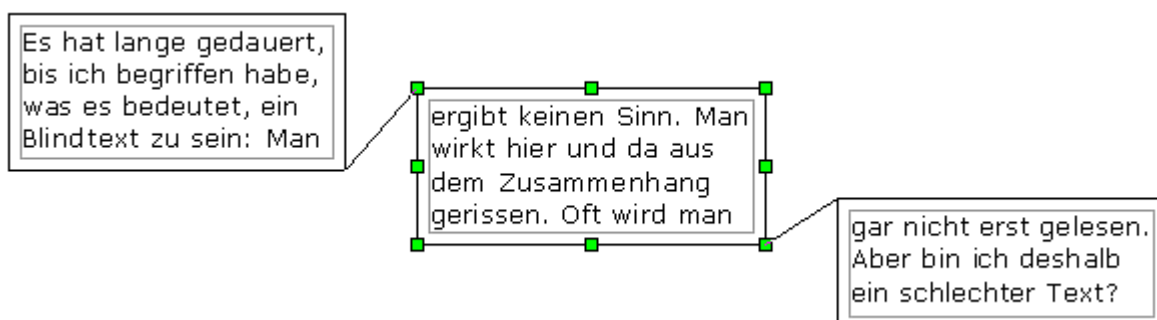 Es hat lange gedauert,
bis ich begriffen habe,
was es bedeutet, ein
Blindtext zu sein: Man
ergibt keinen Sinn. Man
wirkt hier und da aus
dem Zusammenhang
gerissen. Oft wird man
gar nicht erst gelesen.
Aber bin ich deshalb
ein schlechter Text?